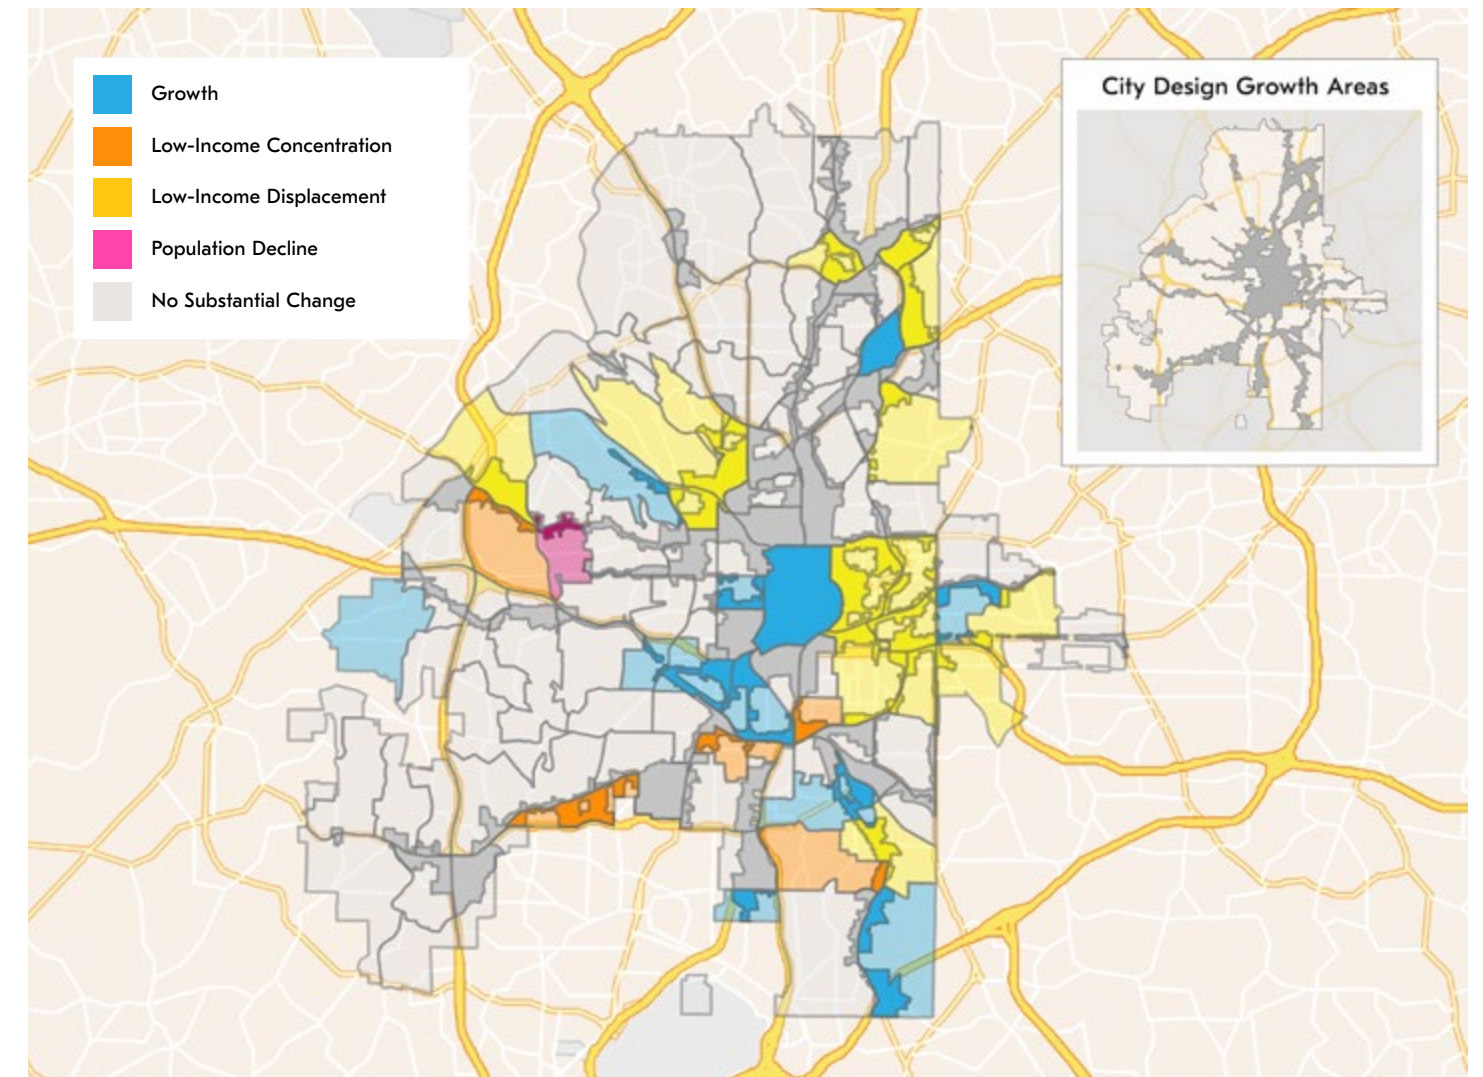 Growth
Low-Income Concentration
Low-Income Displacement
Population Decline
No Substantial Change
City Design Growth Areas